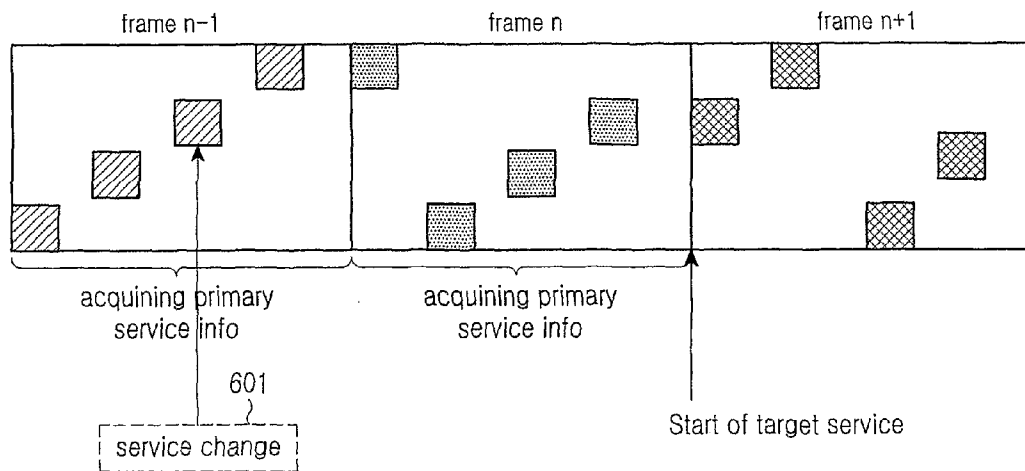 frame n-1
frame n
frame n+1
acquining primary
service info
acquining primary
service info
601
service change
Start of target service